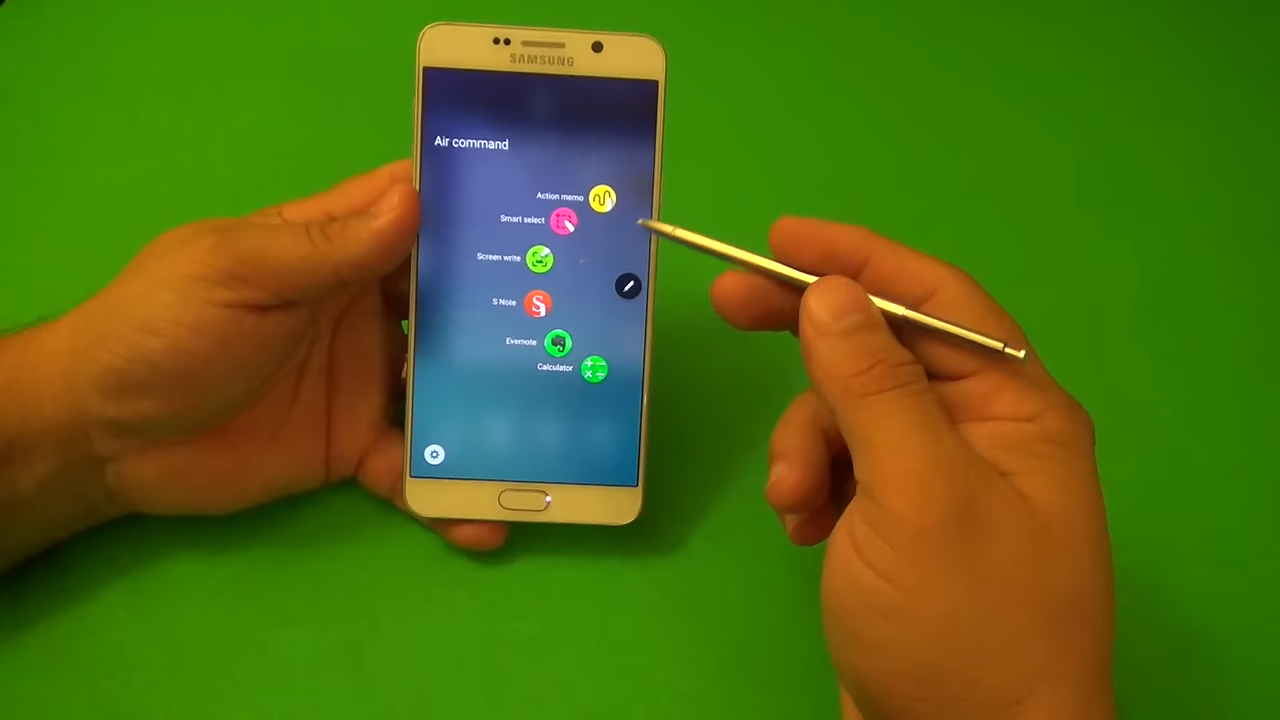 SAMSUNG
Air command
Action memo
Smart select
Screen write
S Note
S
Evernote
Calculator